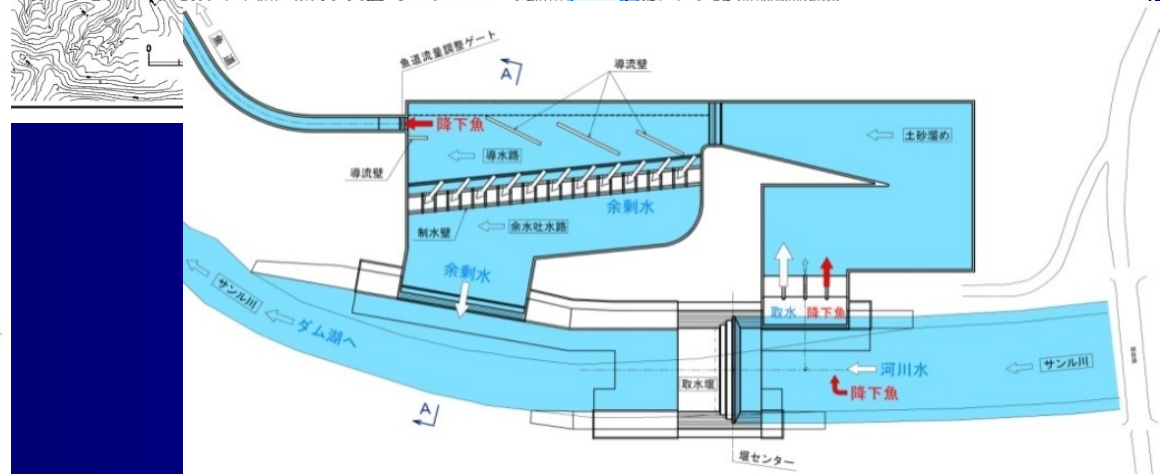 魚道
魚道流量調整ゲート
A
導流壁
降下魚
土砂溜め
導水路
導流壁
余剰水
制水壁
余水吐水路
余剰水
取水
降下魚
サンル川
ダム湖へ
河川水
サンル川
取水堰
降下魚
A
堰センター
0